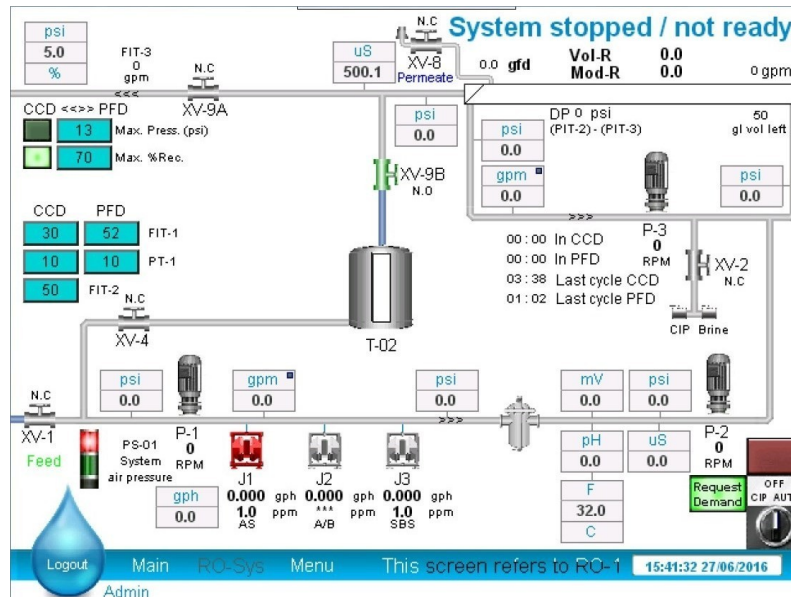 System stopped / not ready
psi
5.0
%
FIT-3
0
gpm
N.C
XV-9A
<<<
uS
500.1
N.C
XV-8
Permeate
0.0 gfd
Vol-R 0.0
Mod-R 0.0
0 gpm
CCD <<>> PFD
13 Max. Press. (psi)
70 Max. %Rec.
psi
0.0
DP 0 psi
(PIT-2) - (PIT-3)
50
gl vol left
psi
0.0
gpm
0.0
psi
0.0
XV-9B
N.O
>>>
P-3
0
RPM
CCD PFD
30 52 FIT-1
10 10 PT-1
50 FIT-2
00:00 In CCD
00:00 In PFD
03:38 Last cycle CCD
01:02 Last cycle PFD
XV-2
N.C
CIP Brine
N.C
XV-4
T-02
N.C
XV-1
Feed
psi
0.0
P-1
0
RPM
gpm
0.0
psi
0.0
>>>
mV
0.0
psi
0.0
P-2
0
RPM
PS-01
System
air pressure
gph
0.0
J1
0.000 gph
1.0 ppm
AS
J2
0.000 gph
*** ppm
A/B
J3
0.000 gph
1.0 ppm
SBS
pH
0.0
uS
0.0
F
32.0
C
Request
Demand
OFF
CIP AUT
Logout
Main
RO-Sys
Menu
This screen refers to RO-1
15:41:32 27/06/2016
Admin